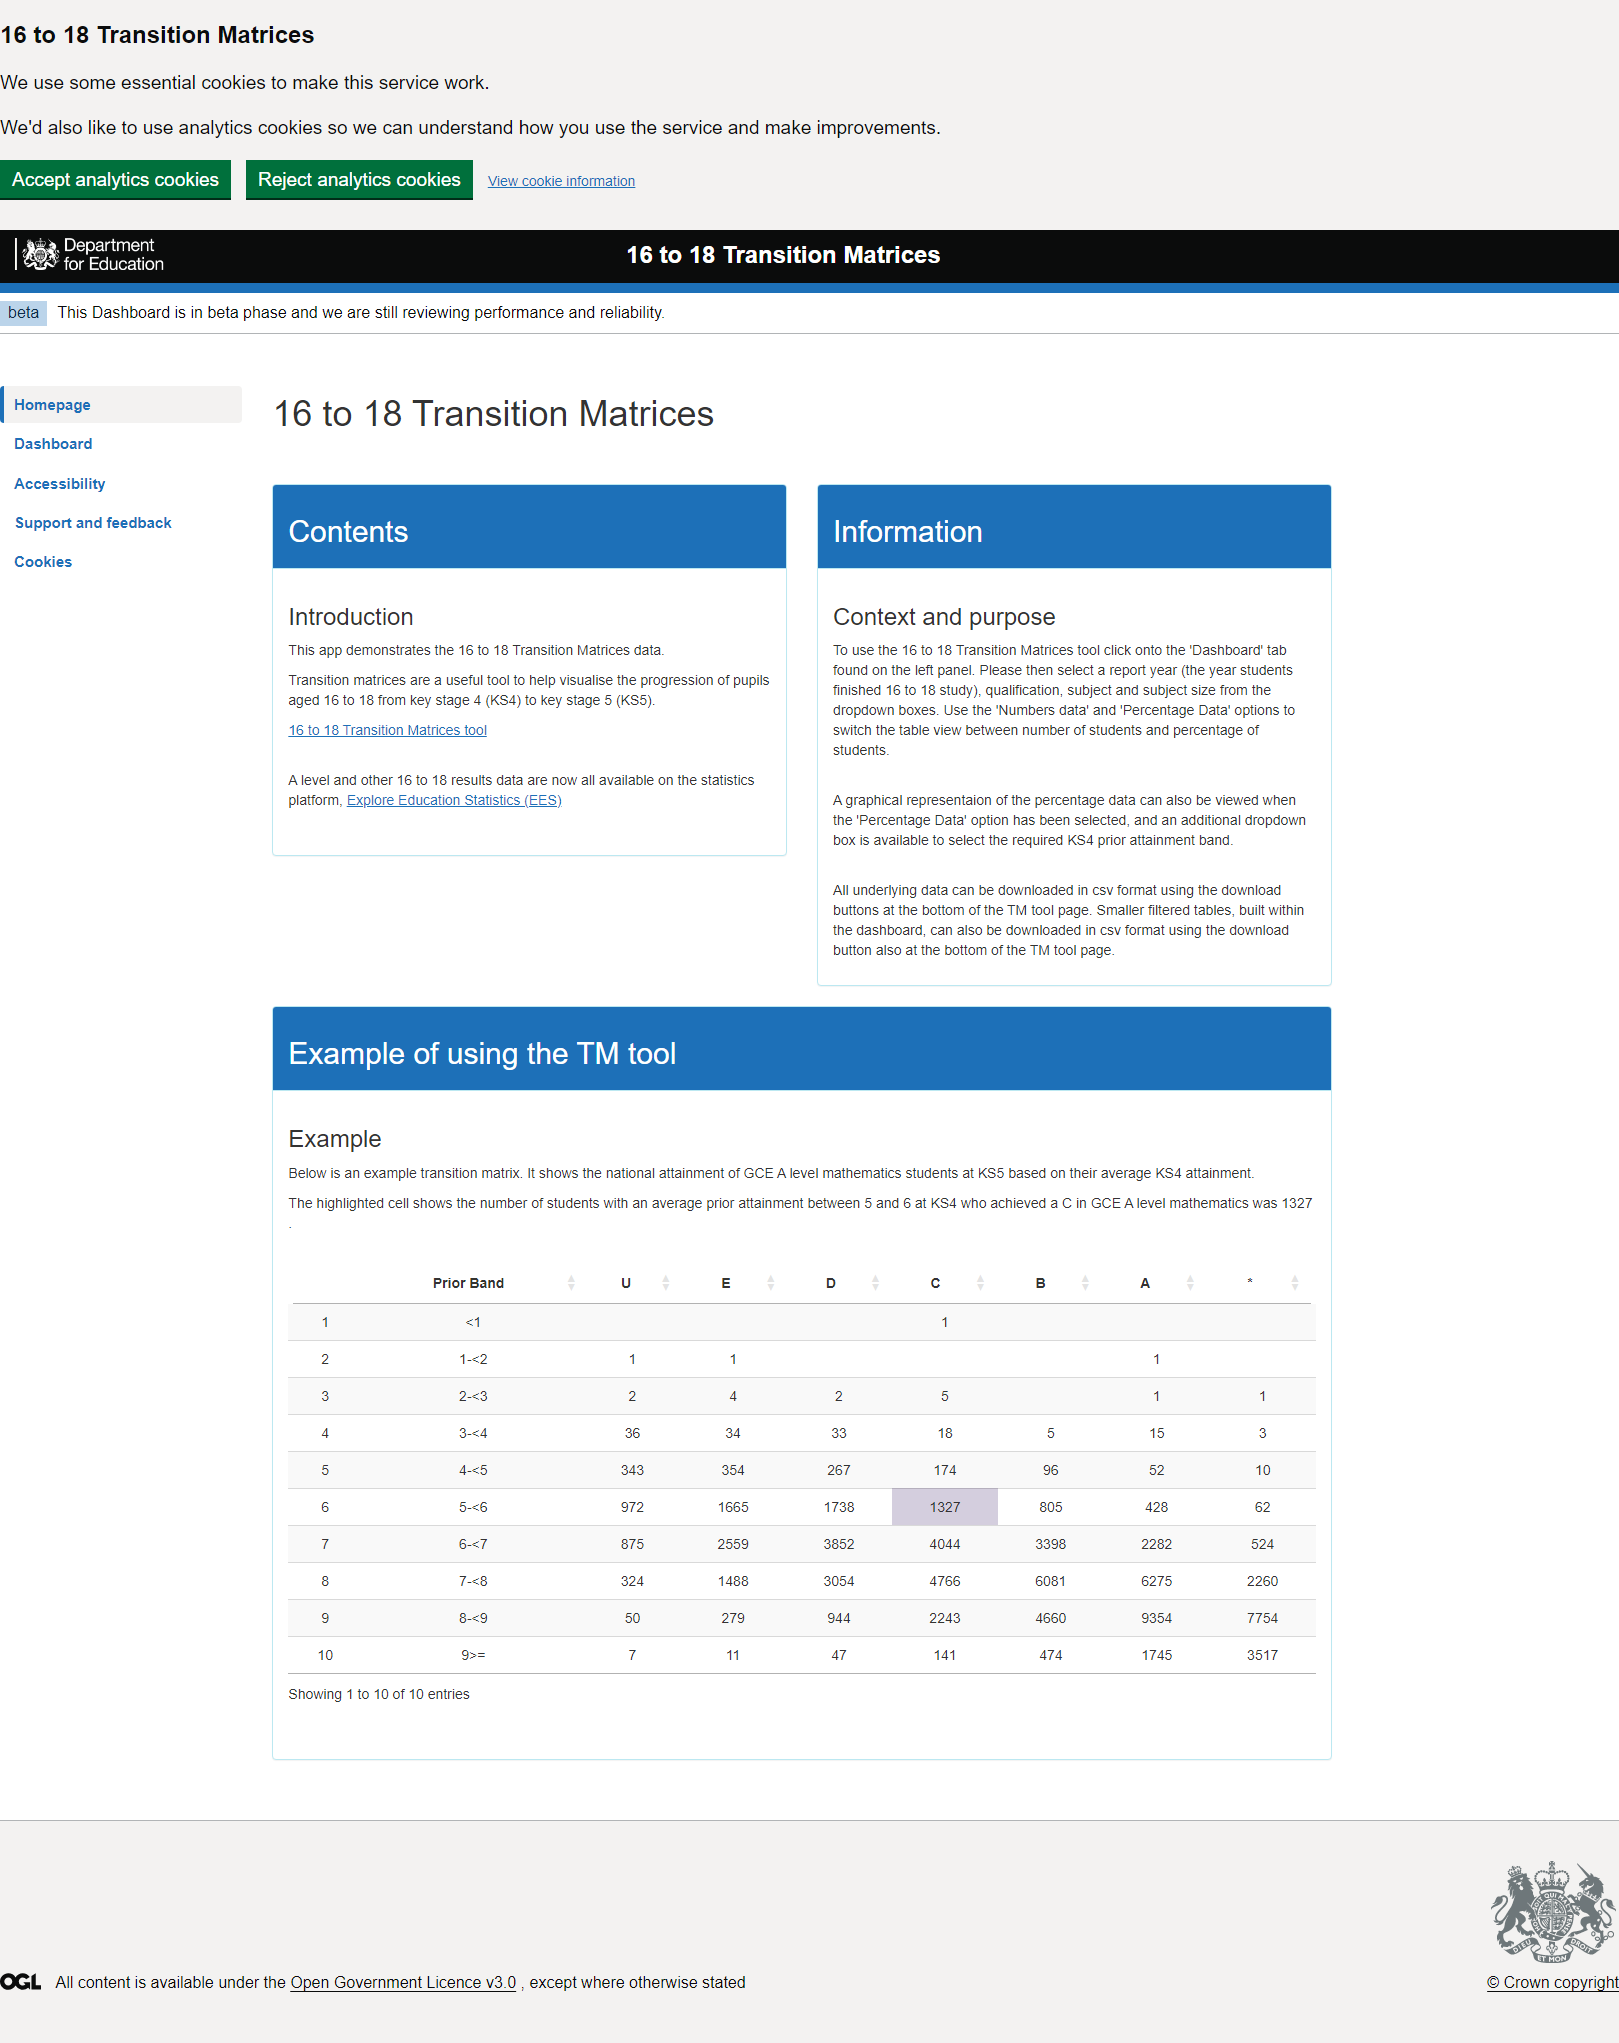 16 to 18 Transition Matrices
We use some essential cookies to make this service work.
We'd also like to use analytics cookies so we can understand how you use the service and make improvements.
Accept analytics cookies Reject analytics cookies View cookie information
Department
for Education
16 to 18 Transition Matrices
beta This Dashboard is in beta phase and we are still reviewing performance and reliability.
Homepage
Dashboard
Accessibility
Support and feedback
Cookies
16 to 18 Transition Matrices
Contents
Introduction
This app demonstrates the 16 to 18 Transition Matrices data.
Transition matrices are a useful tool to help visualise the progression of pupils
aged 16 to 18 from key stage 4 (KS4) to key stage 5 (KS5).
16 to 18 Transition Matrices tool
A level and other 16 to 18 results data are now all available on the statistics
platform, Explore Education Statistics (EES)
Information
Context and purpose
To use the 16 to 18 Transition Matrices tool click onto the 'Dashboard' tab
found on the left panel. Please then select a report year (the year students
finished 16 to 18 study), qualification, subject and subject size from the
dropdown boxes. Use the 'Numbers data' and 'Percentage Data' options to
switch the table view between number of students and percentage of
students.
A graphical representaion of the percentage data can also be viewed when
the 'Percentage Data' option has been selected, and an additional dropdown
box is available to select the required KS4 prior attainment band.
All underlying data can be downloaded in csv format using the download
buttons at the bottom of the TM tool page. Smaller filtered tables, built within
the dashboard, can also be downloaded in csv format using the download
button also at the bottom of the TM tool page.
Example of using the TM tool
Example
Below is an example transition matrix. It shows the national attainment of GCE A level mathematics students at KS5 based on their average KS4 attainment.
The highlighted cell shows the number of students with an average prior attainment between 5 and 6 at KS4 who achieved a C in GCE A level mathematics was 1327
.
Prior Band U E D C B A *
1 <1 1
2 1-<2 1 1 1
3 2-<3 2 4 2 5 1 1
4 3-<4 36 34 33 18 5 15 3
5 4-<5 343 354 267 174 96 52 10
6 5-<6 972 1665 1738 1327 805 428 62
7 6-<7 875 2559 3852 4044 3398 2282 524
8 7-<8 324 1488 3054 4766 6081 6275 2260
9 8-<9 50 279 944 2243 4660 9354 7754
10 9>= 7 11 47 141 474 1745 3517
Showing 1 to 10 of 10 entries
OGL All content is available under the Open Government Licence v3.0 , except where otherwise stated
© Crown copyright